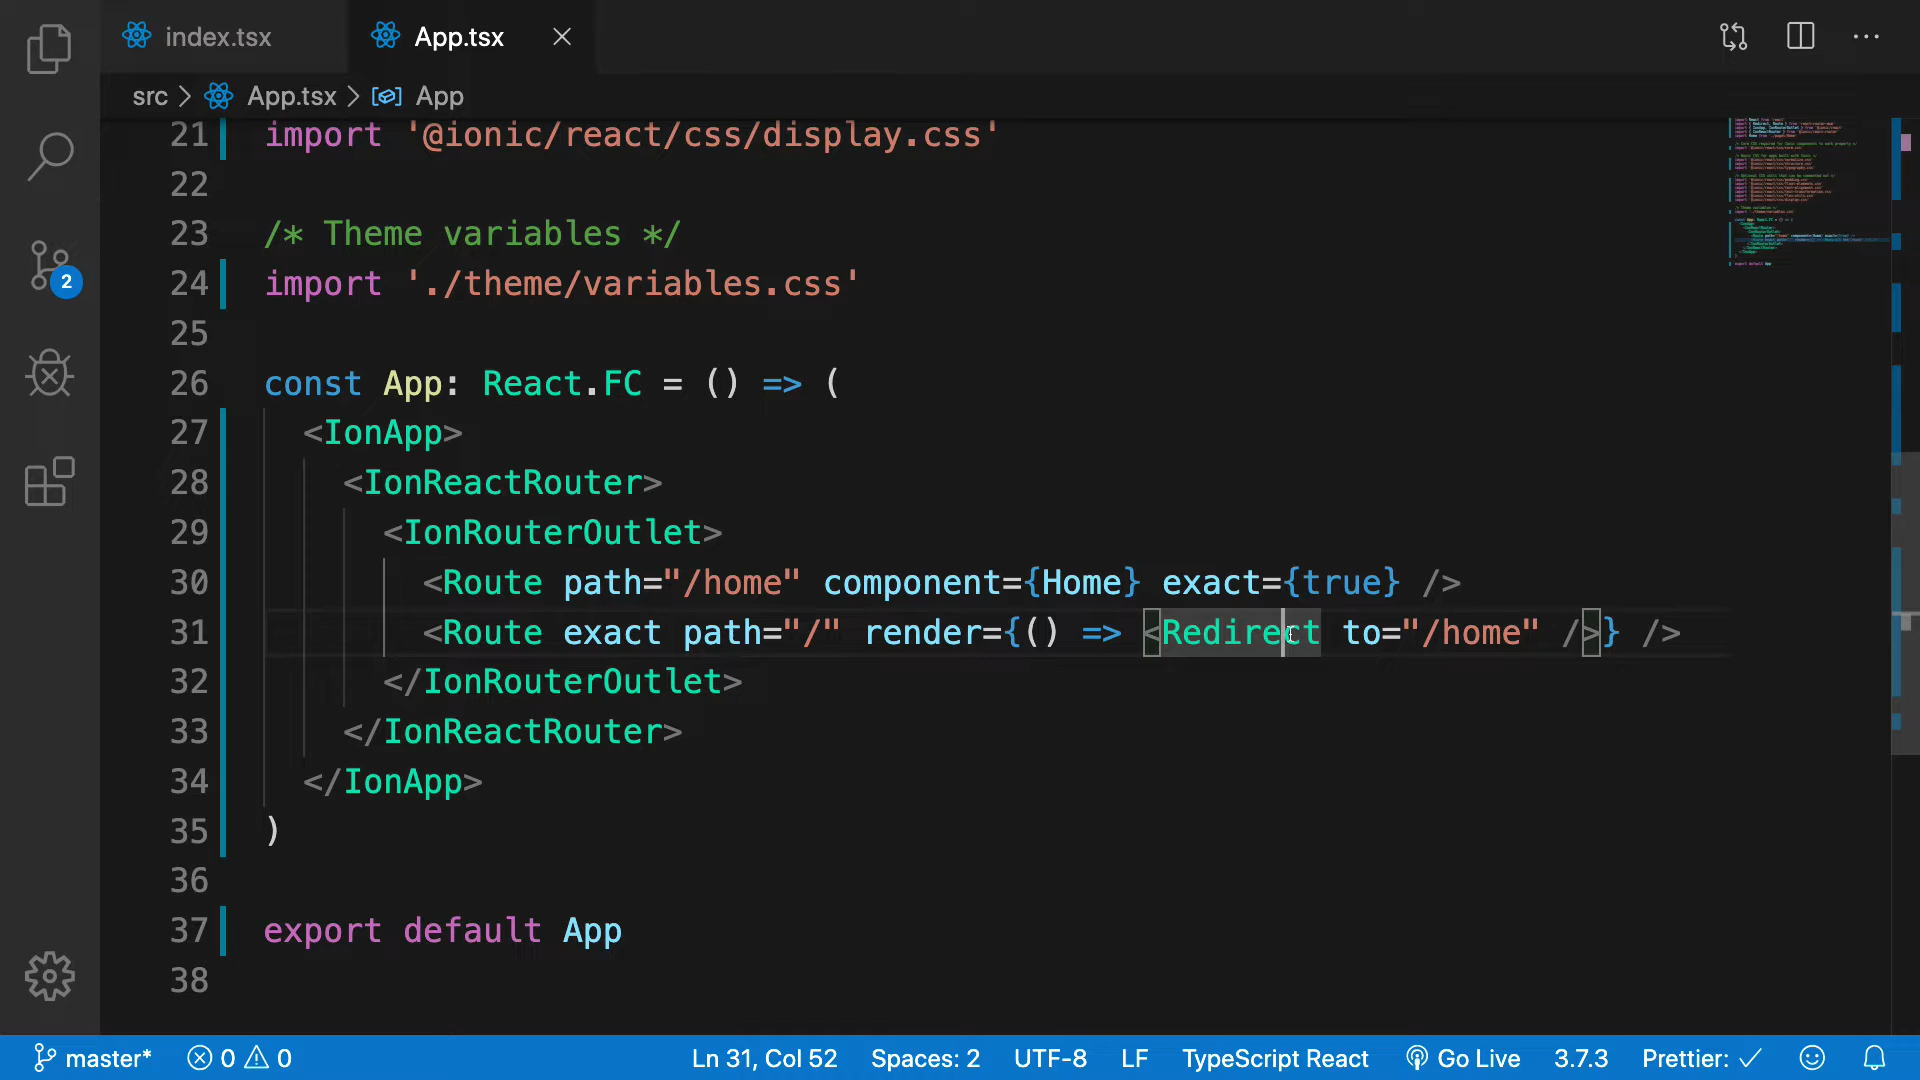 index.tsx
App.tsx
src > App.tsx > App
21 import '@ionic/react/css/display.css'
22
23 /* Theme variables */
24 import './theme/variables.css'
25
26 const App: React.FC = () => (
27 <IonApp>
28 <IonReactRouter>
29 <IonRouterOutlet>
30 <Route path="/home" component={Home} exact={true} />
31 <Route exact path="/" render={() => <Redirect to="/home" />} />
32 </IonRouterOutlet>
33 </IonReactRouter>
34 </IonApp>
35 )
36
37 export default App
38
2
master* 0 0 Ln 31, Col 52 Spaces: 2 UTF-8 LF TypeScript React Go Live 3.7.3 Prettier: ✓